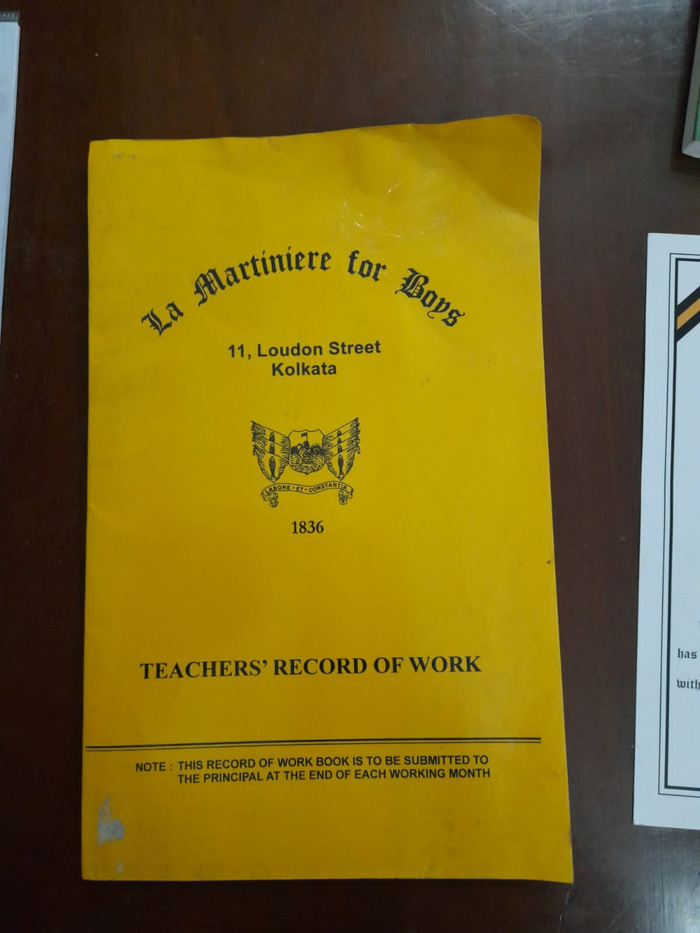 La Martiniere for Boys
11, Loudon Street
Kolkata
LABORE ET CONSTANTIA
1836
TEACHERS' RECORD OF WORK
NOTE : THIS RECORD OF WORK BOOK IS TO BE SUBMITTED TO
THE PRINCIPAL AT THE END OF EACH WORKING MONTH
has
with